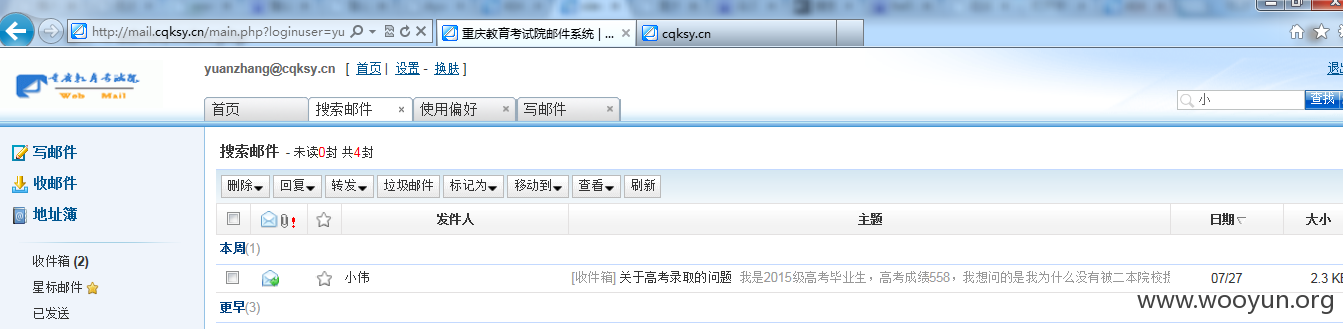 http://mail.cqksy.cn/main.php?loginuser=yu
重庆教育考试院邮件系统 | ...
cqksy.cn
重庆教育考试院
Web Mail
yuanzhang@cqksy.cn [ 首页 | 设置 - 换肤 ]
退出
首页 搜索邮件 使用偏好 写邮件
小 查找
写邮件
收邮件
地址簿
收件箱 (2)
星标邮件
已发送
搜索邮件 - 未读0封 共4封
删除 回复 转发 垃圾邮件 标记为 移动到 查看 刷新
发件人 主题 日期 大小
本周(1)
小伟 [收件箱] 关于高考录取的问题 我是2015级高考毕业生，高考成绩558，我想问的是我为什么没有被二本院校 07/27 2.3 KB
更早(3)
www.wooyun.org